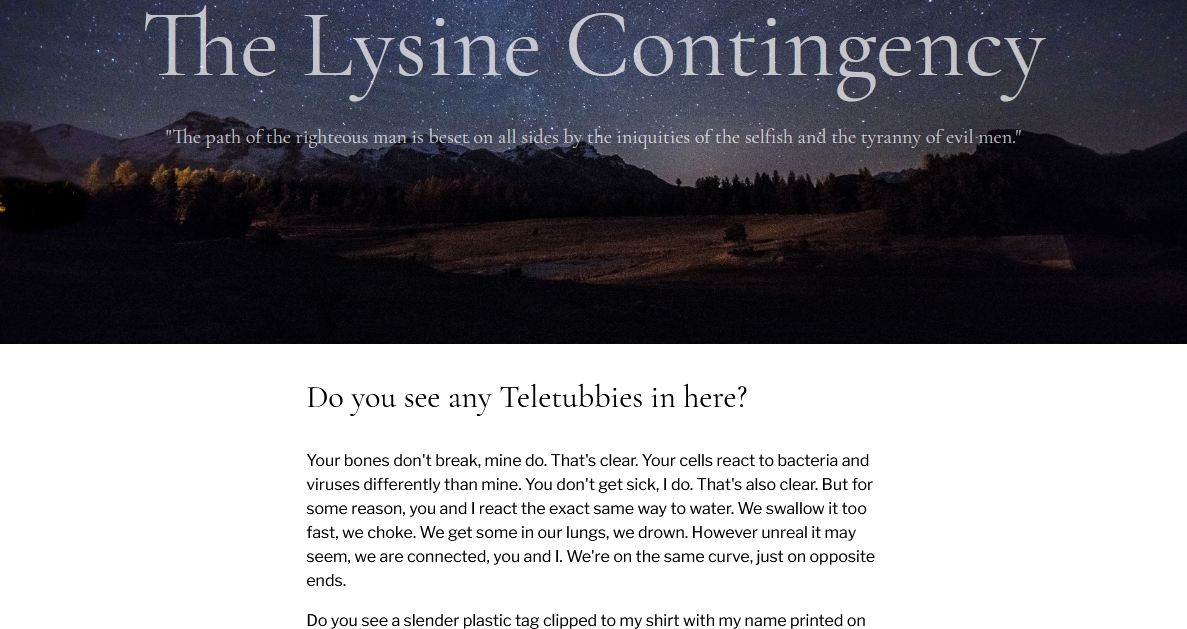 The Lysine Contingency
"The path of the righteous man is beset on all sides by the iniquities of the selfish and the tyranny of evil men."
Do you see any Teletubbies in here?
Your bones don't break, mine do. That's clear. Your cells react to bacteria and
viruses differently than mine. You don't get sick, I do. That's also clear. But for
some reason, you and I react the exact same way to water. We swallow it too
fast, we choke. We get some in our lungs, we drown. However unreal it may
seem, we are connected, you and I. We're on the same curve, just on opposite
ends.
Do you see a slender plastic tag clipped to my shirt with my name printed on